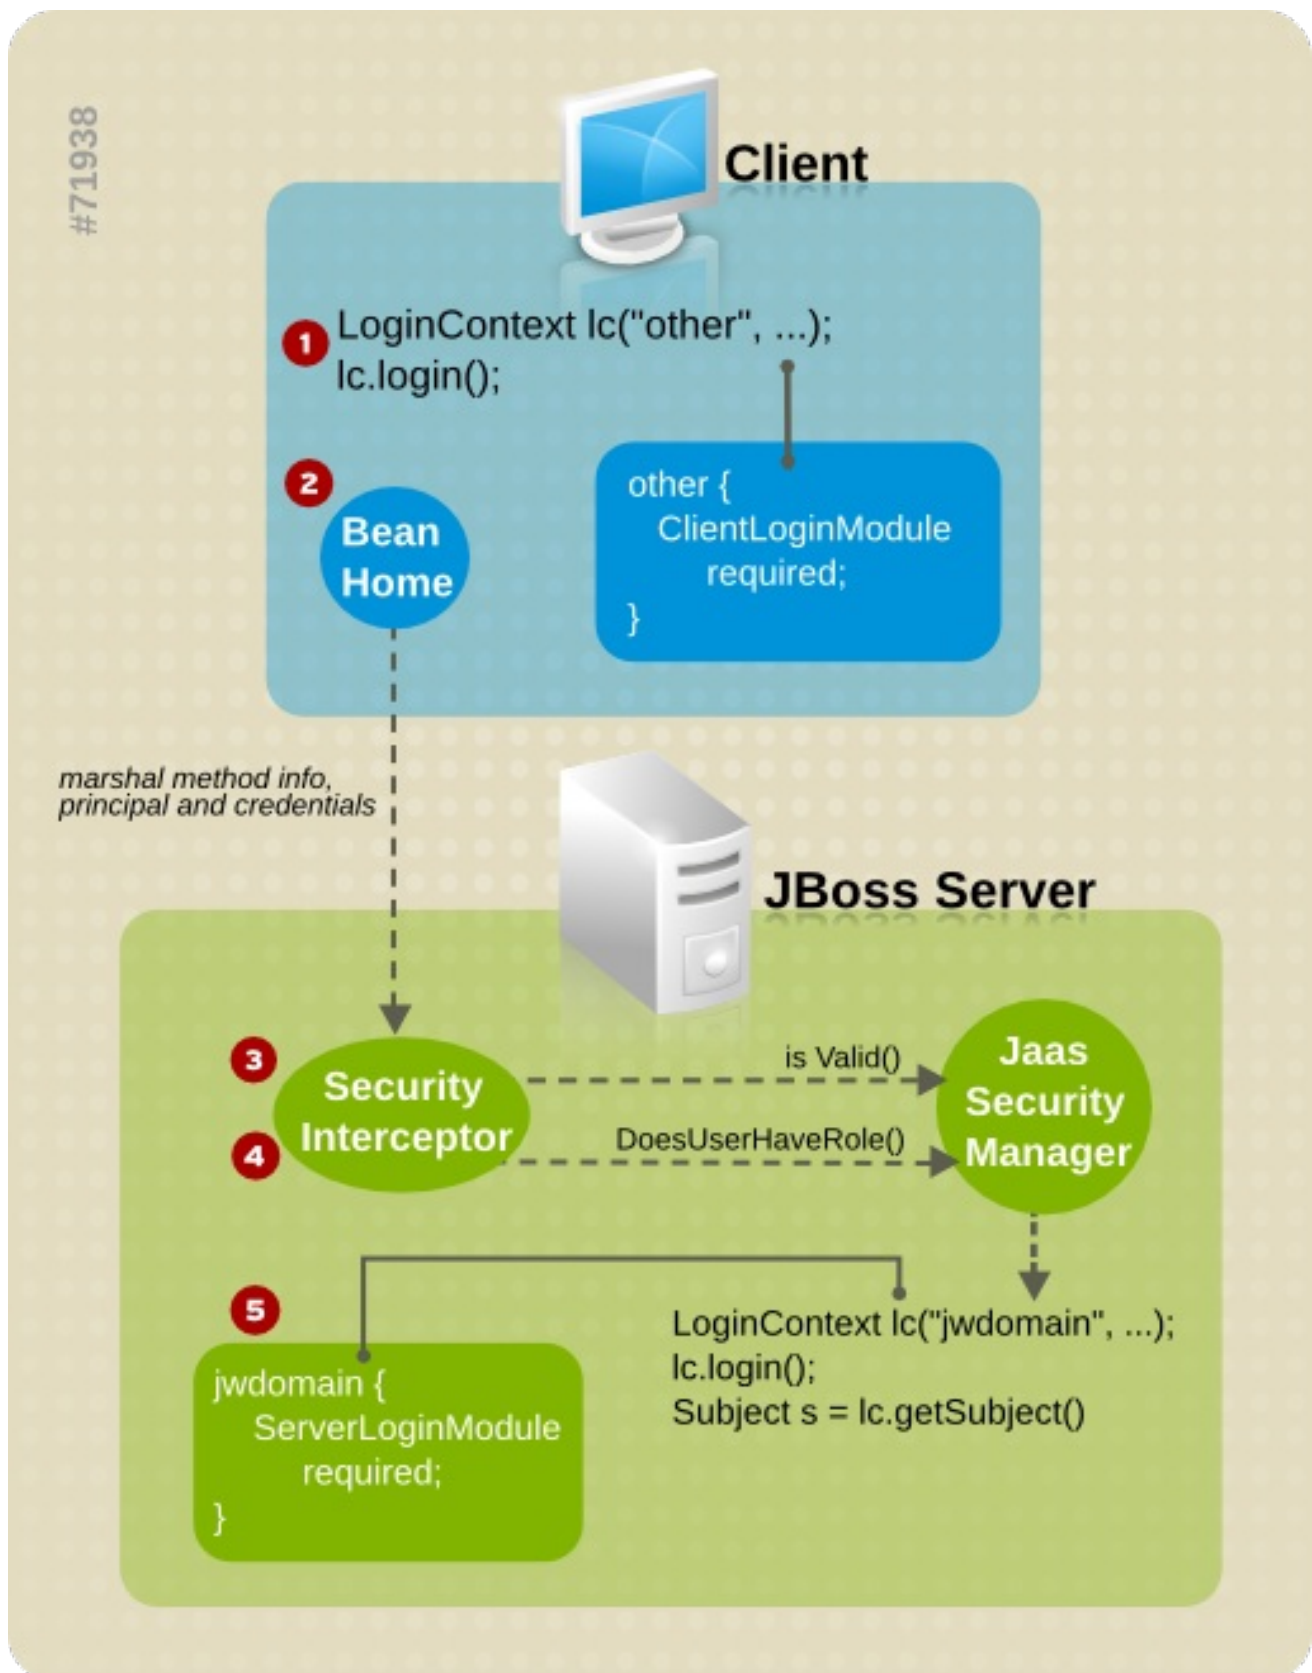 #71938
Client
1
LoginContext lc("other", ...);
lc.login();
2
Bean
Home
other {
ClientLoginModule
required;
}
marshal method info,
principal and credentials
JBoss Server
3
Security
Interceptor
4
is Valid()
DoesUserHaveRole()
Jaas
Security
Manager
5
jwdomain {
ServerLoginModule
required;
}
LoginContext lc("jwdomain", ...);
lc.login();
Subject s = lc.getSubject()